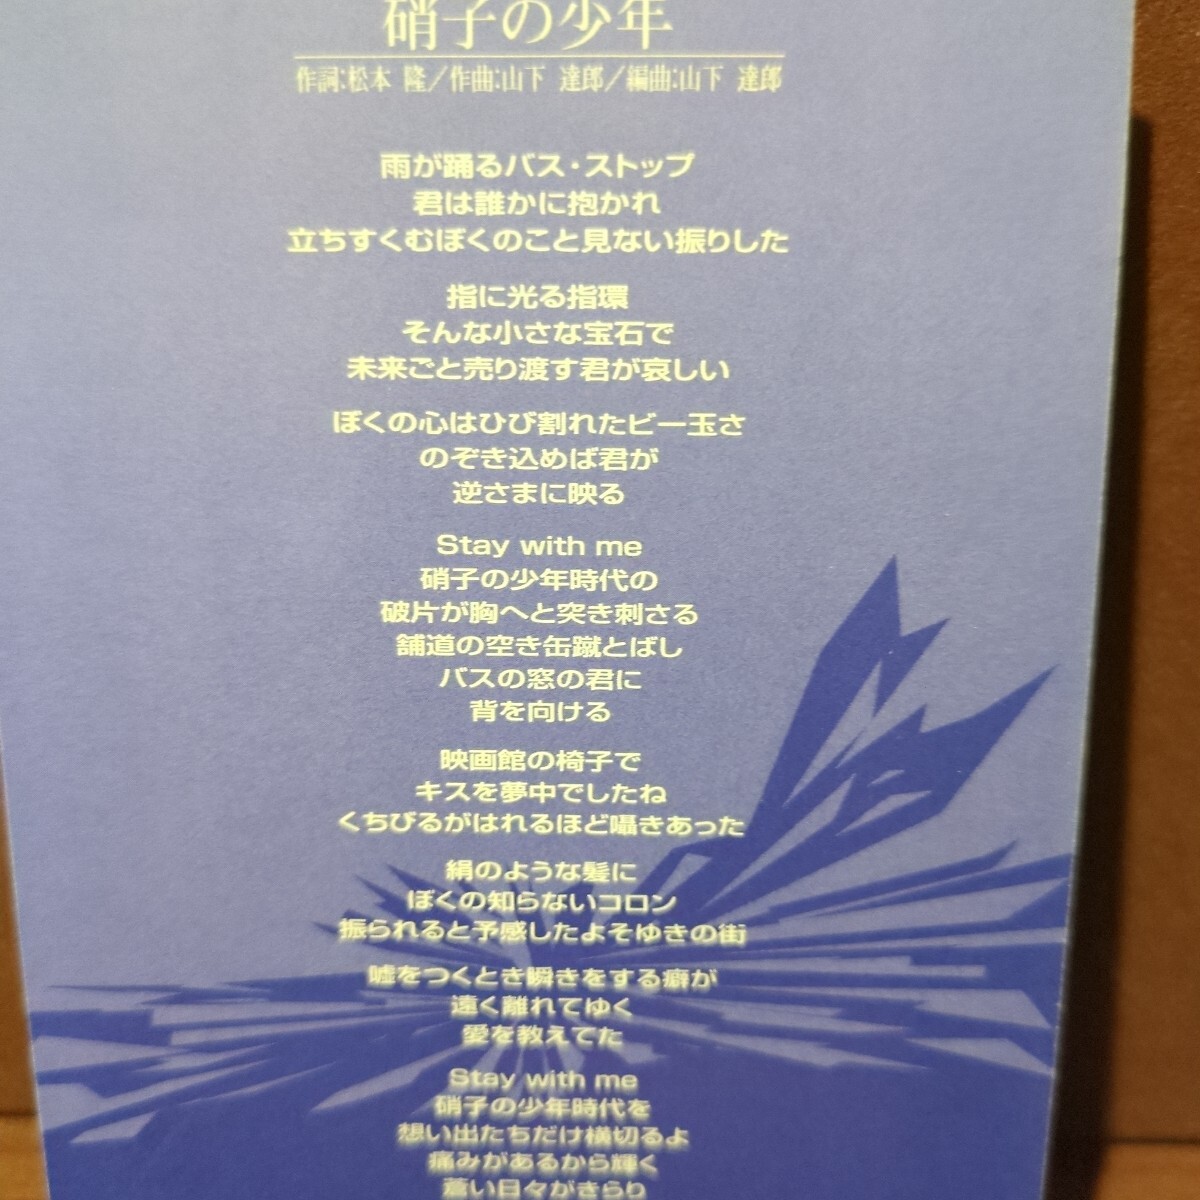 硝子の少年
作詞:松本 隆／作曲:山下 達郎／編曲:山下 達郎
雨が踊るバス・ストップ
君は誰かに抱かれ
立ちすくむぼくのこと見ない振りした
指に光る指環
そんな小さな宝石で
未来ごと売り渡す君が哀しい
ぼくの心はひび割れたビー玉さ
のぞき込めば君が
逆さまに映る
Stay with me
硝子の少年時代の
破片が胸へと突き刺さる
舗道の空き缶蹴とばし
バスの窓の君に
背を向ける
映画館の椅子で
キスを夢中でしたね
くちびるがはれるほど囁きあった
絹のような髪に
ぼくの知らないコロン
振られると予感したよそゆきの街
嘘をつくとき瞬きをする癖が
遠く離れてゆく
愛を教えてた
Stay with me
硝子の少年時代を
想い出たちだけ横切るよ
痛みがあるから輝く
蒼い日々がきらり